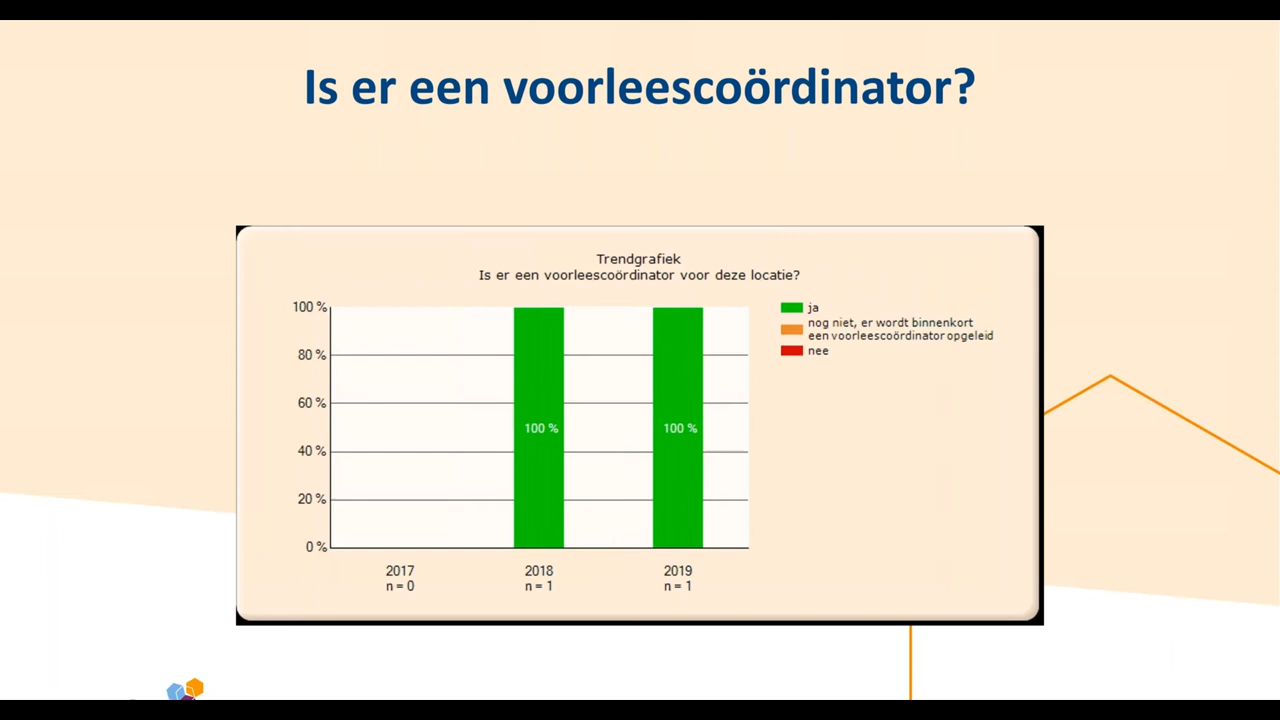 Is er een voorleescoördinator?
Trendgrafiek
Is er een voorleescoördinator voor deze locatie?
100 %
80 %
60 %
40 %
20 %
0 %
100 %
100 %
2017
n = 0
2018
n = 1
2019
n = 1
ja
nog niet, er wordt binnenkort
een voorleescoördinator opgeleid
nee